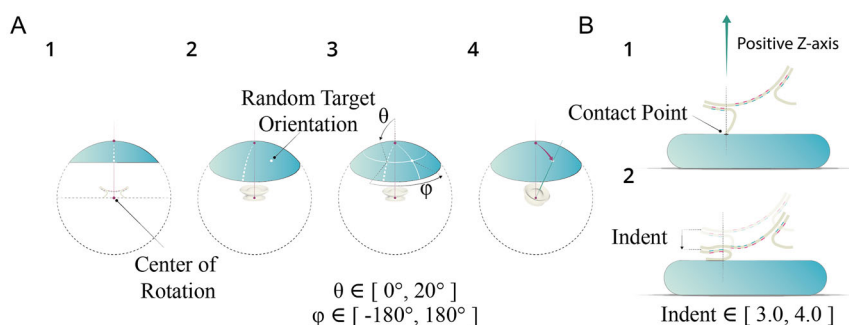 A
1
2
3
4
Random Target
Orientation
θ
φ
Center of
Rotation
θ ∈ [ 0°, 20° ]
φ ∈ [ -180°, 180° ]
B
1
Positive Z-axis
Contact Point
2
Indent
Indent ∈ [ 3.0, 4.0 ]